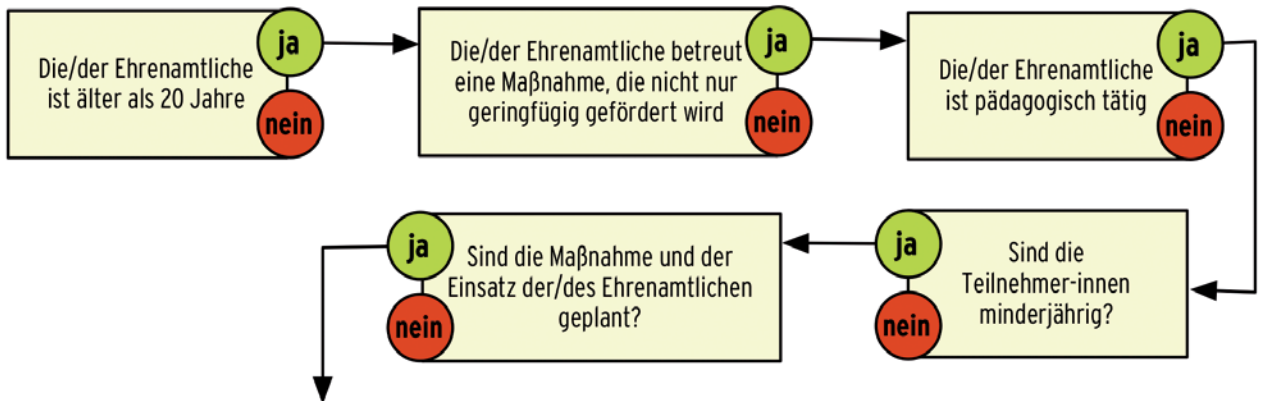 Die/der Ehrenamtliche
ist älter als 20 Jahre
ja
nein
Die/der Ehrenamtliche betreut
eine Maßnahme, die nicht nur
geringfügig gefördert wird
ja
nein
Die/der Ehrenamtliche
ist pädagogisch tätig
ja
nein
Sind die
Teilnehmer-innen
minderjährig?
ja
nein
Sind die Maßnahme und der
Einsatz der/des Ehrenamtlichen
geplant?
ja
nein